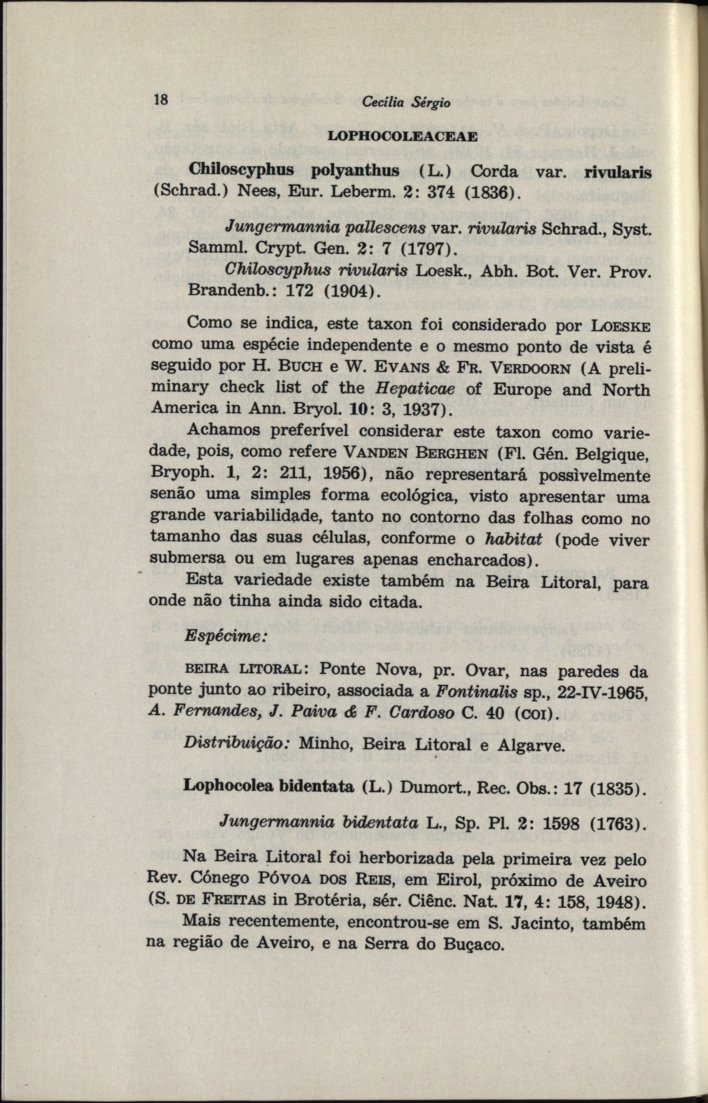 18
Cecília Sérgio
LOPHOCOLEACEAE
Chiloscyphus polyanthus (L.) Corda var. rivularis
(Schrad.) Nees, Eur. Leberm. 2: 374 (1836).
Jungermannia pallescens var. rivularis Schrad., Syst.
Samml. Crypt. Gen. 2: 7 (1797).
Chiloscyphus rivularis Loesk., Abh. Bot. Ver. Prov.
Brandenb.: 172 (1904).
Como se indica, este taxon foi considerado por LOESKE
como uma espécie independente e o mesmo ponto de vista é
seguido por H. BUCH e W. EVANS & FR. VERDOORN (A preli-
minary check list of the Hepaticae of Europe and North
America in Ann. Bryol. 10: 3, 1937).
Achamos preferível considerar este taxon como varie-
dade, pois, como refere VANDEN BERGHEN (Fl. Gén. Belgique,
Bryoph. 1, 2: 211, 1956), não representará possìvelmente
senão uma simples forma ecológica, visto apresentar uma
grande variabilidade, tanto no contorno das folhas como no
tamanho das suas células, conforme o habitat (pode viver
submersa ou em lugares apenas encharcados).
Esta variedade existe também na Beira Litoral, para
onde não tinha ainda sido citada.
Espécime:
BEIRA LITORAL: Ponte Nova, pr. Ovar, nas paredes da
ponte junto ao ribeiro, associada a Fontinalis sp., 22-IV-1965,
A. Fernandes, J. Paiva & F. Cardoso C. 40 (COI).
Distribuição: Minho, Beira Litoral e Algarve.
Lophocolea bidentata (L.) Dumort., Rec. Obs.: 17 (1835).
Jungermannia bidentata L., Sp. Pl. 2: 1598 (1763).
Na Beira Litoral foi herborizada pela primeira vez pelo
Rev. Cónego PÓVOA DOS REIS, em Eirol, próximo de Aveiro
(S. DE FREITAS in Brotéria, sér. Ciênc. Nat. 17, 4: 158, 1948).
Mais recentemente, encontrou-se em S. Jacinto, também
na região de Aveiro, e na Serra do Buçaco.